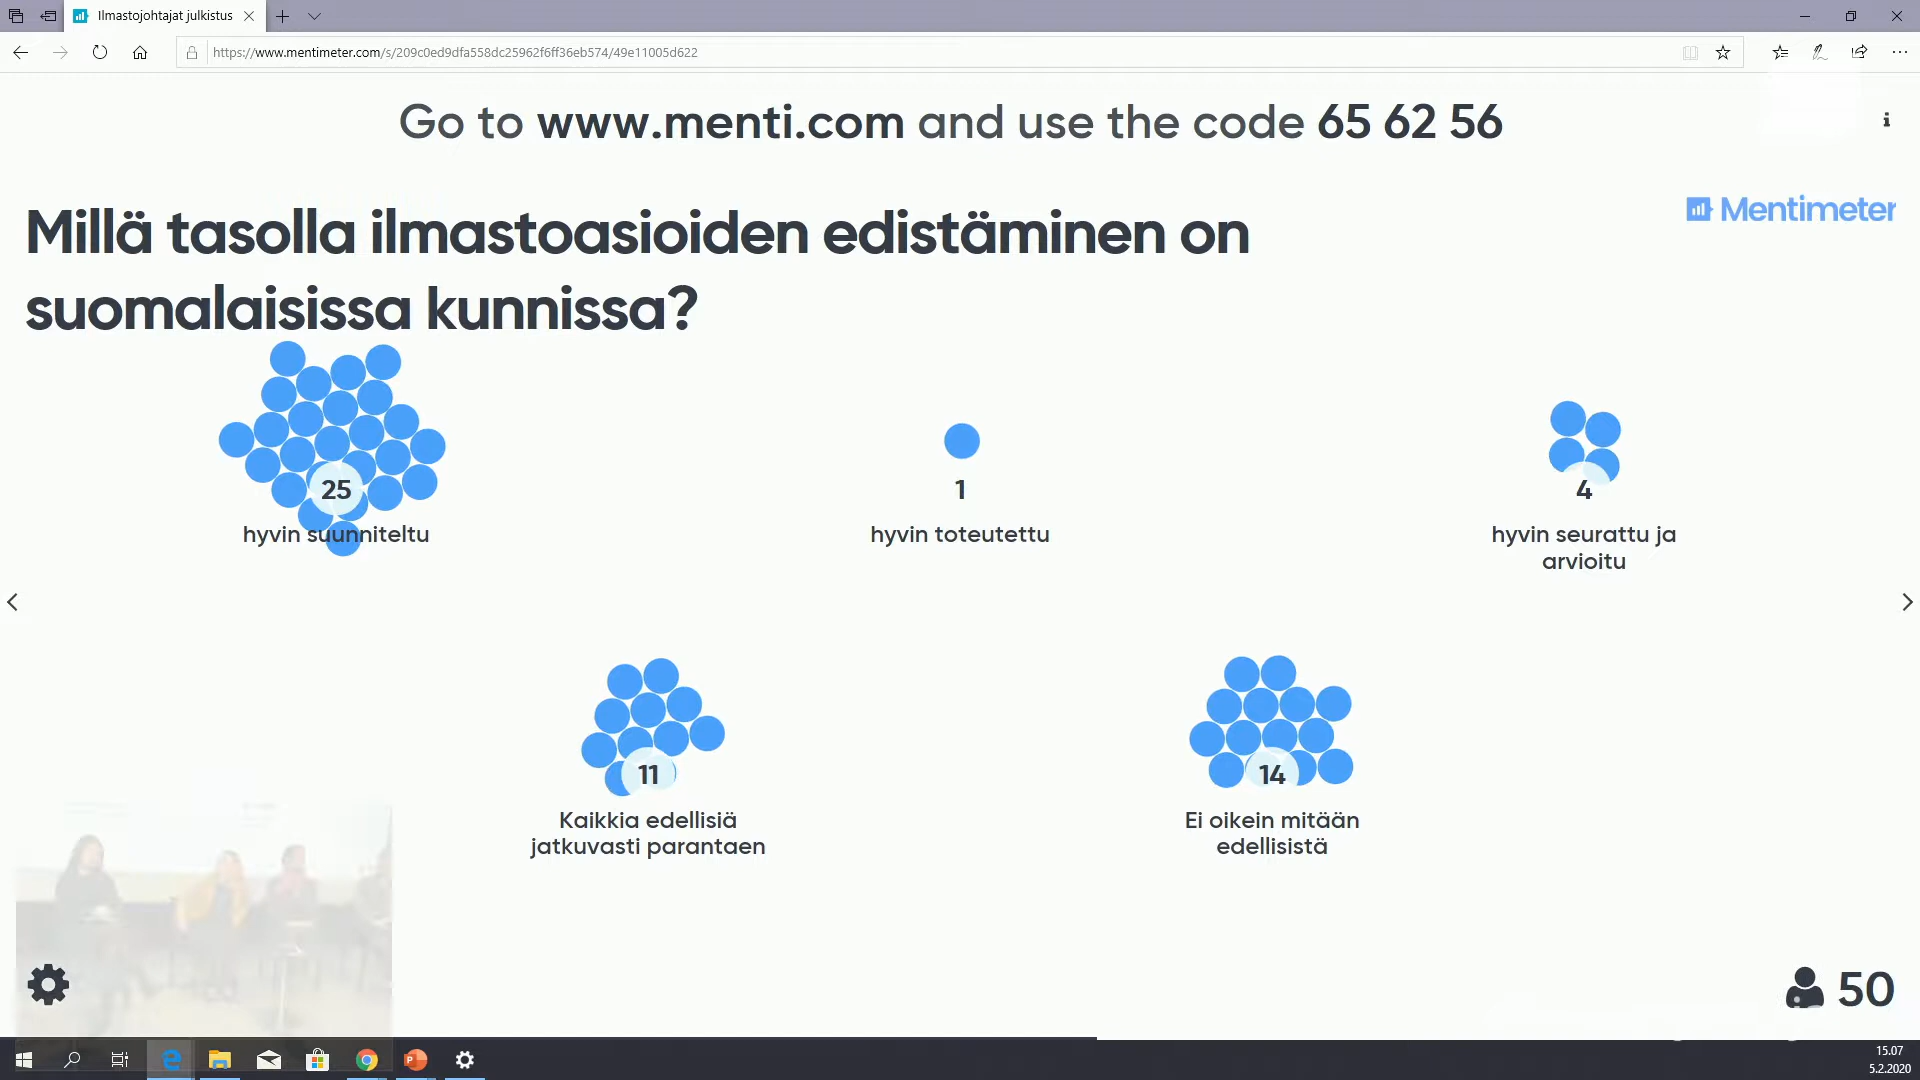 Ilmastojohtajat julkistus
https://www.mentimeter.com/s/209c0ed9dfa558dc25962f6ff36eb574/49e11005d622
Go to www.menti.com and use the code 65 62 56
Mentimeter
Millä tasolla ilmastoasioiden edistäminen on
suomalaisissa kunnissa?
25
hyvin suunniteltu
1
hyvin toteutettu
4
hyvin seurattu ja
arvioitu
11
Kaikkia edellisiä
jatkuvasti parantaen
14
Ei oikein mitään
edellisistä
50
15.07
5.2.2020